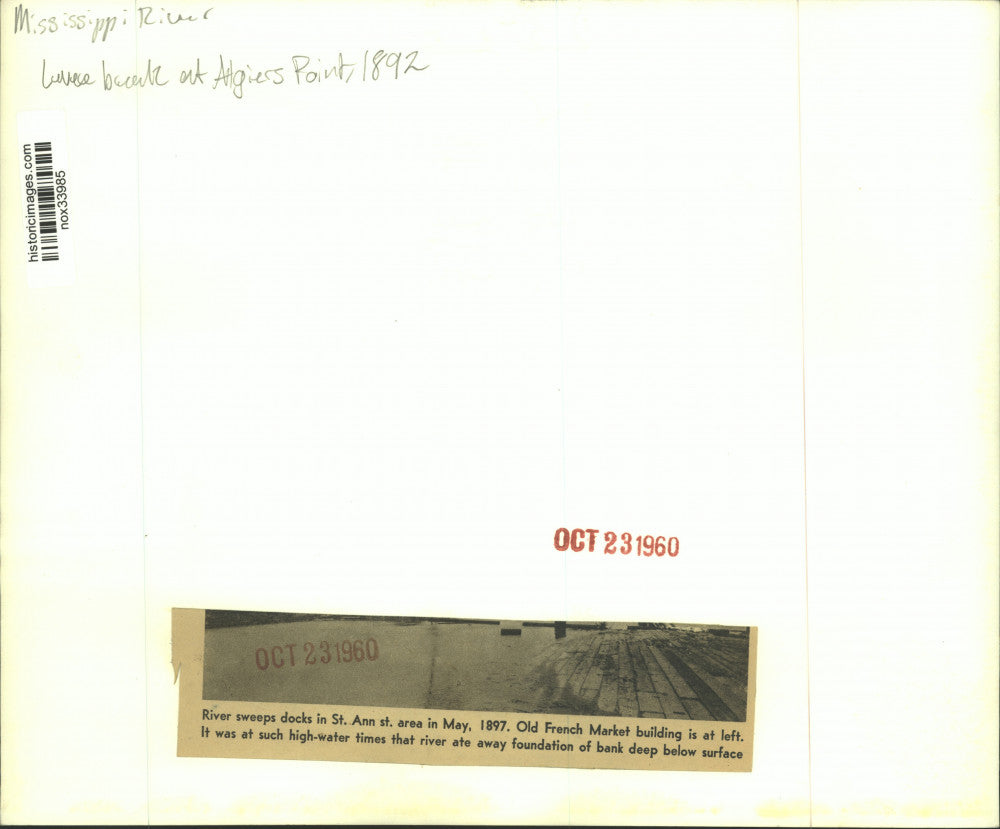 Mississippi River
Levee break at Algiers Point, 1892
historicimages.com
nox33985
OCT 23 1960
OCT 23 1960
River sweeps docks in St. Ann st. area in May, 1897. Old French Market building is at left.
It was at such high-water times that river ate away foundation of bank deep below surface